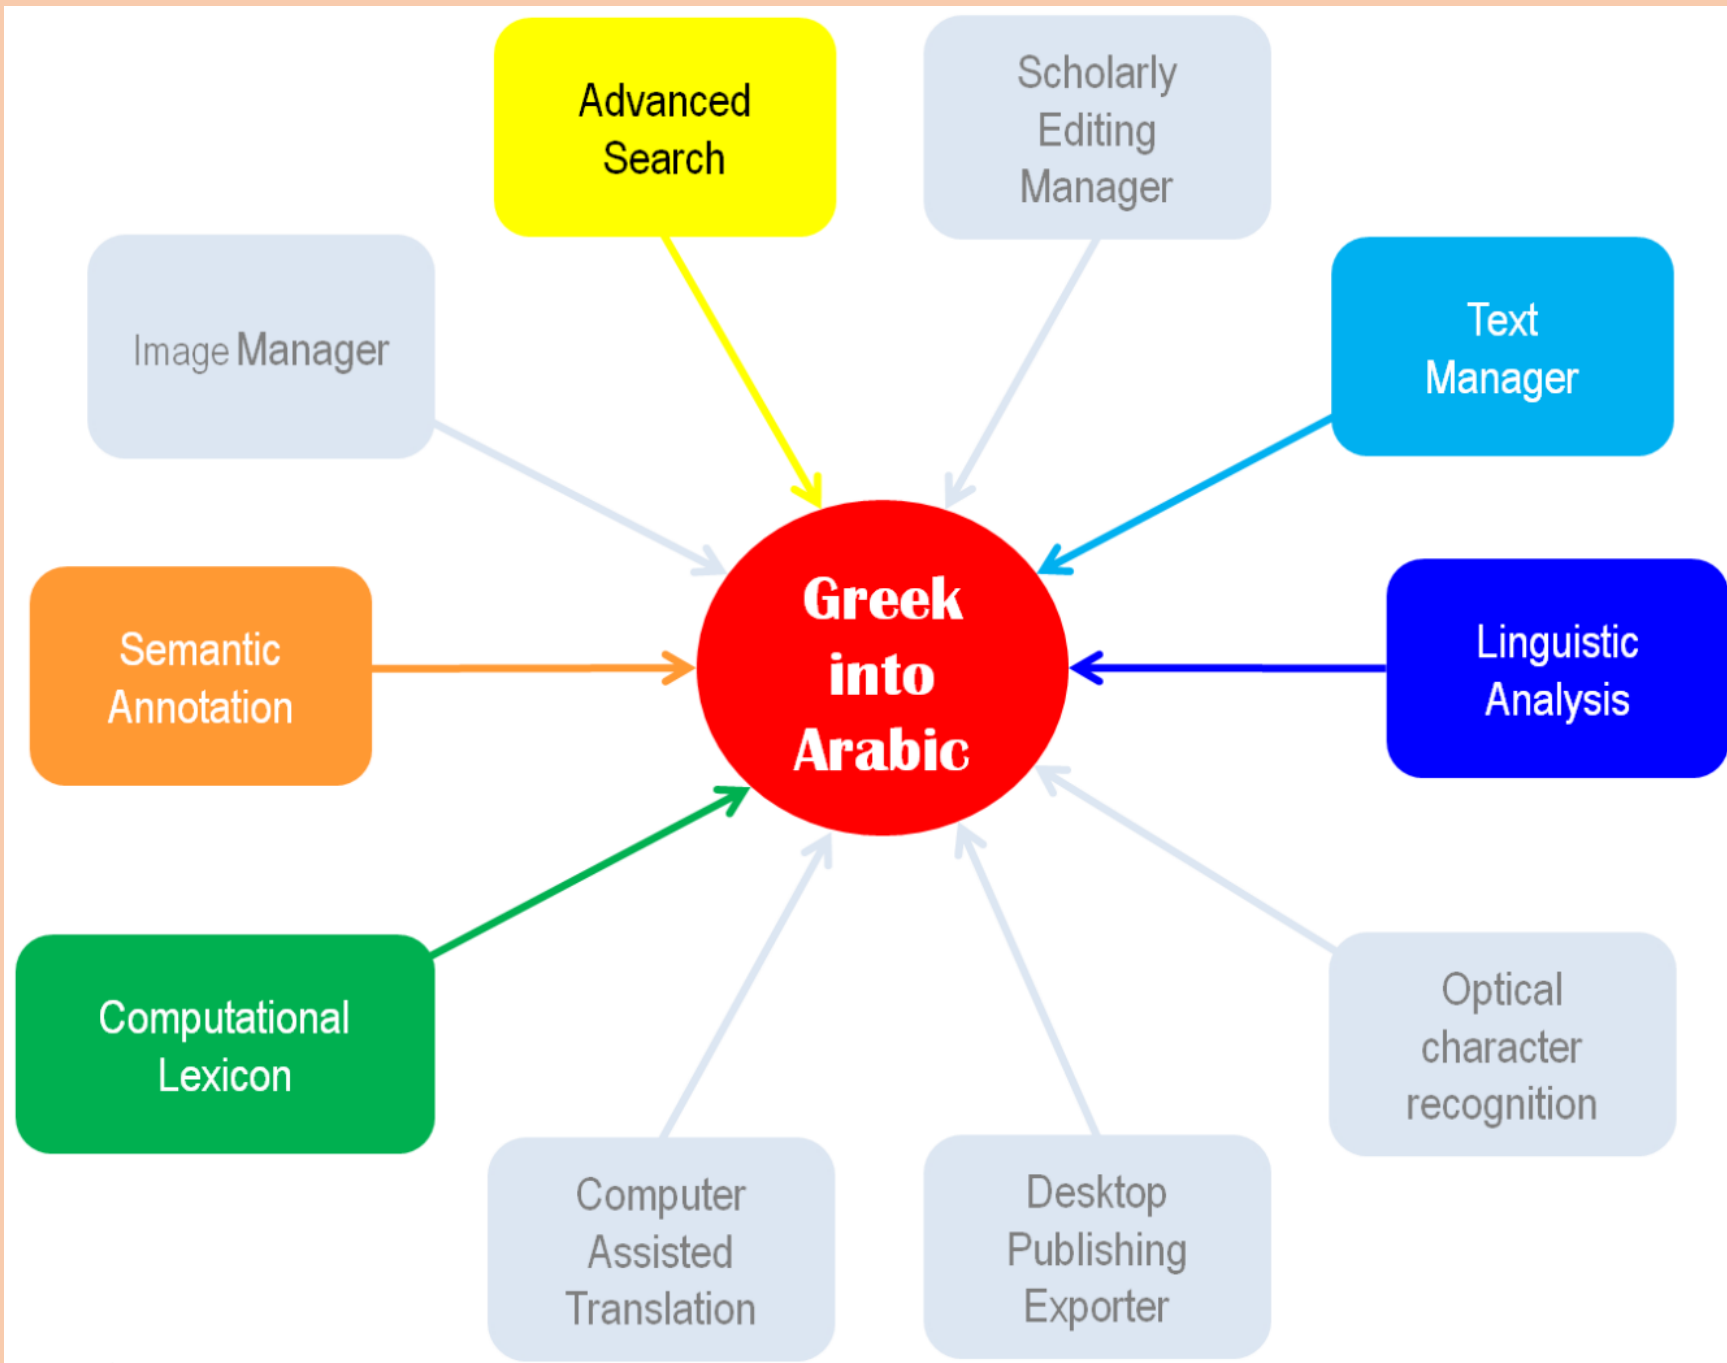 Advanced
Search
Scholarly
Editing
Manager
Image Manager
Text
Manager
Greek
into
Arabic
Semantic
Annotation
Linguistic
Analysis
Computational
Lexicon
Optical
character
recognition
Computer
Assisted
Translation
Desktop
Publishing
Exporter